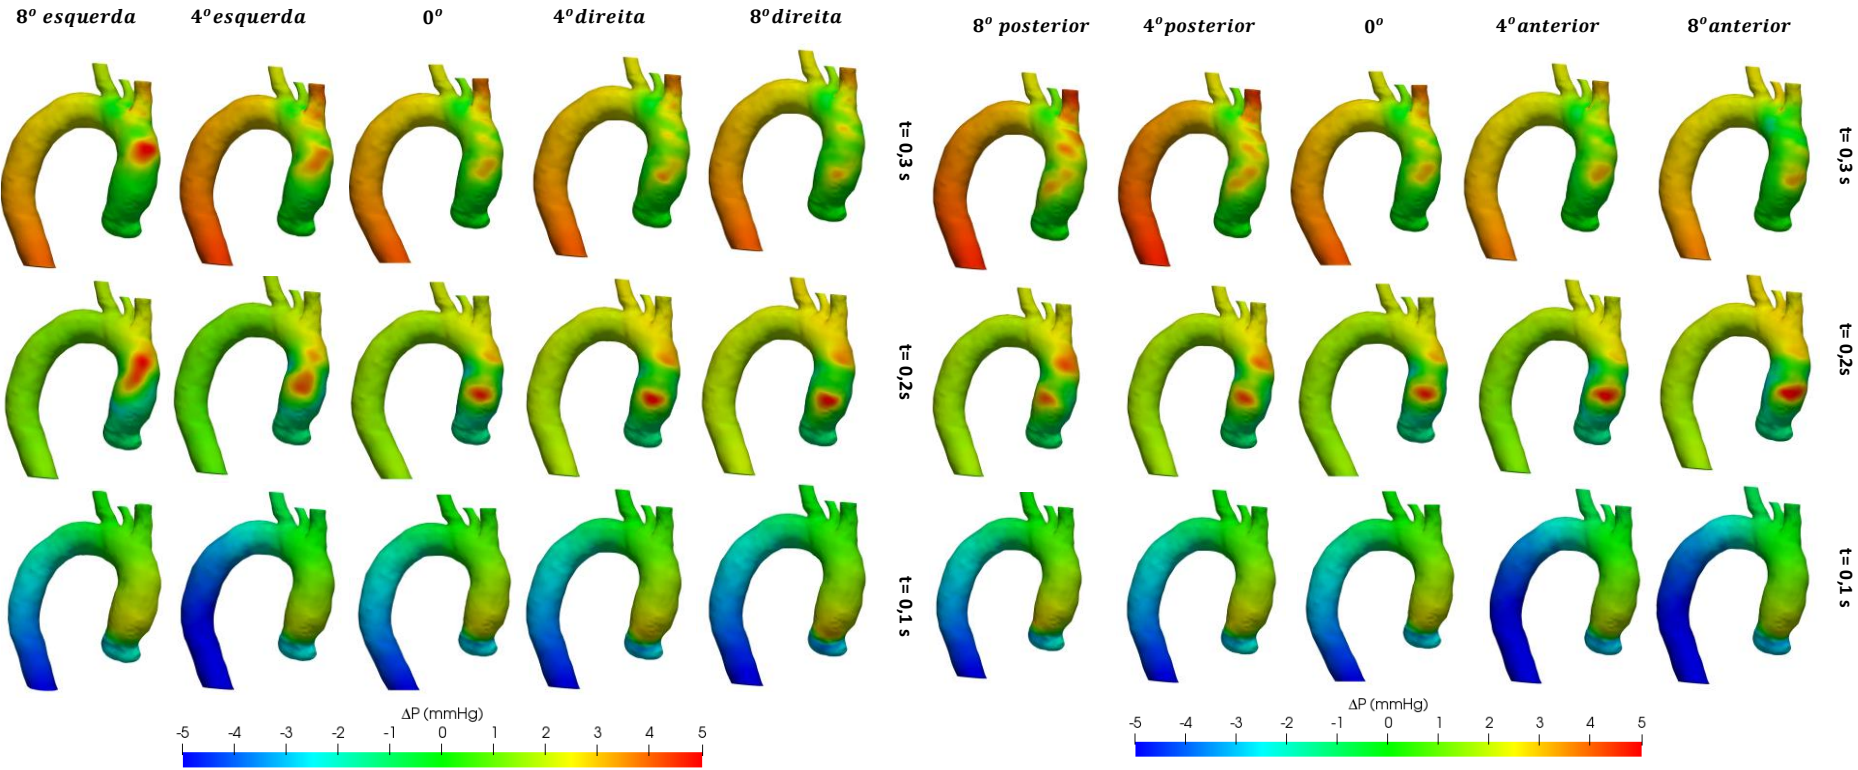 8º esquerda 4º esquerda 0º 4º direita 8º direita
8º posterior 4º posterior 0º 4º anterior 8º anterior
t= 0,3 s
t= 0,3 s
t= 0,2s
t= 0,2s
t= 0,1 s
t= 0,1 s
ΔP (mmHg)
-5 -4 -3 -2 -1 0 1 2 3 4 5
ΔP (mmHg)
-5 -4 -3 -2 -1 0 1 2 3 4 5